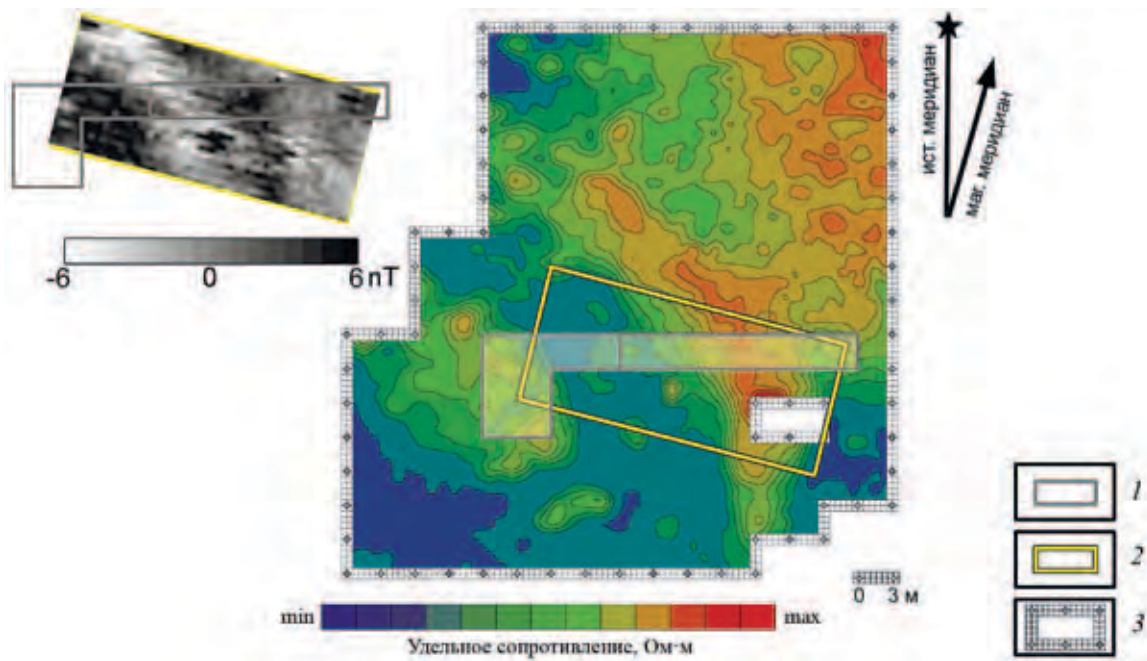 -6 0 6 nT
ист. меридиан
маг. меридиан
0 3 м
min max
Удельное сопротивление, Ом·м
1
2
3